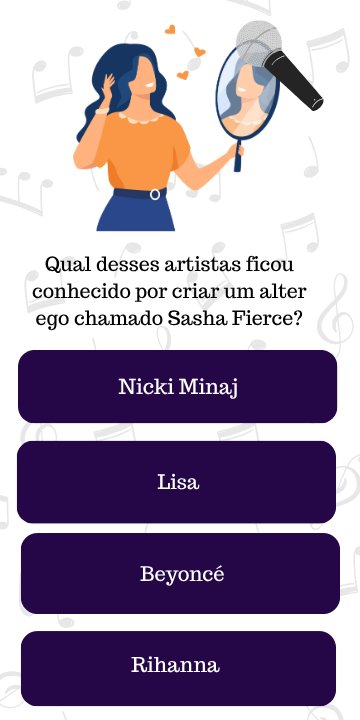 Qual desses artistas ficou
conhecido por criar um alter
ego chamado Sasha Fierce?
Nicki Minaj
Lisa
Beyoncé
Rihanna